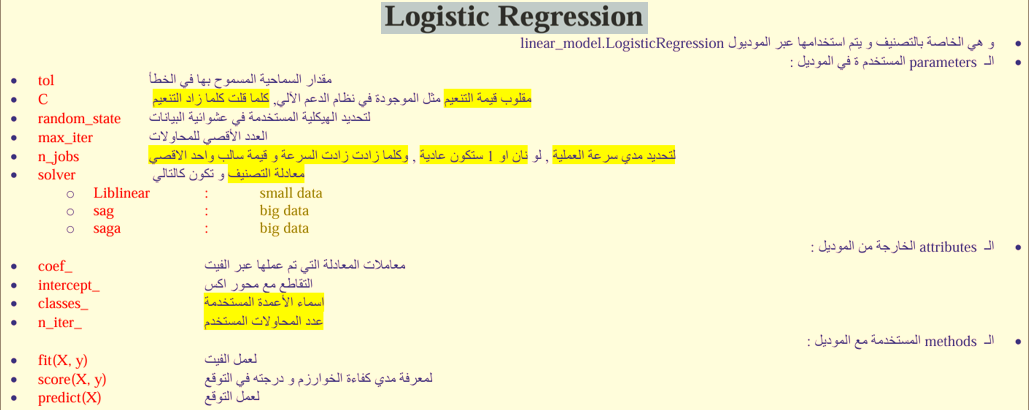 Logistic Regression
و هي الخاصة بالتصنيف و يتم استخدامها عبر الموديول linear_model.LogisticRegression
الـ parameters المستخدم ة في الموديل :
tol مقدار السماحية المسموح بها في الخطأ
C مقلوب قيمة التنعيم مثل الموجودة في نظام الدعم الآلي, كلما قلت كلما زاد التنعيم
random_state لتحديد الهيكلية المستخدمة في عشوائية البيانات
max_iter العدد الأقصي للمحاولات
n_jobs لتحديد مدي سرعة العملية , لو نان او 1 ستكون عادية , وكلما زادت زادت السرعة و قيمة سالب واحد الاقصي
solver معادلة التصنيف و تكون كالتالي
Liblinear : small data
sag : big data
saga : big data
الـ attributes الخارجة من الموديل :
coef_ معاملات المعادلة التي تم عملها عبر الفيت
intercept_ التقاطع مع محور اكس
classes_ اسماء الأعمدة المستخدمة
n_iter_ عدد المحاولات المستخدم
الـ methods المستخدمة مع الموديل :
fit(X, y) لعمل الفيت
score(X, y) لمعرفة مدي كفاءة الخوارزم و درجته في التوقع
predict(X) لعمل التوقع